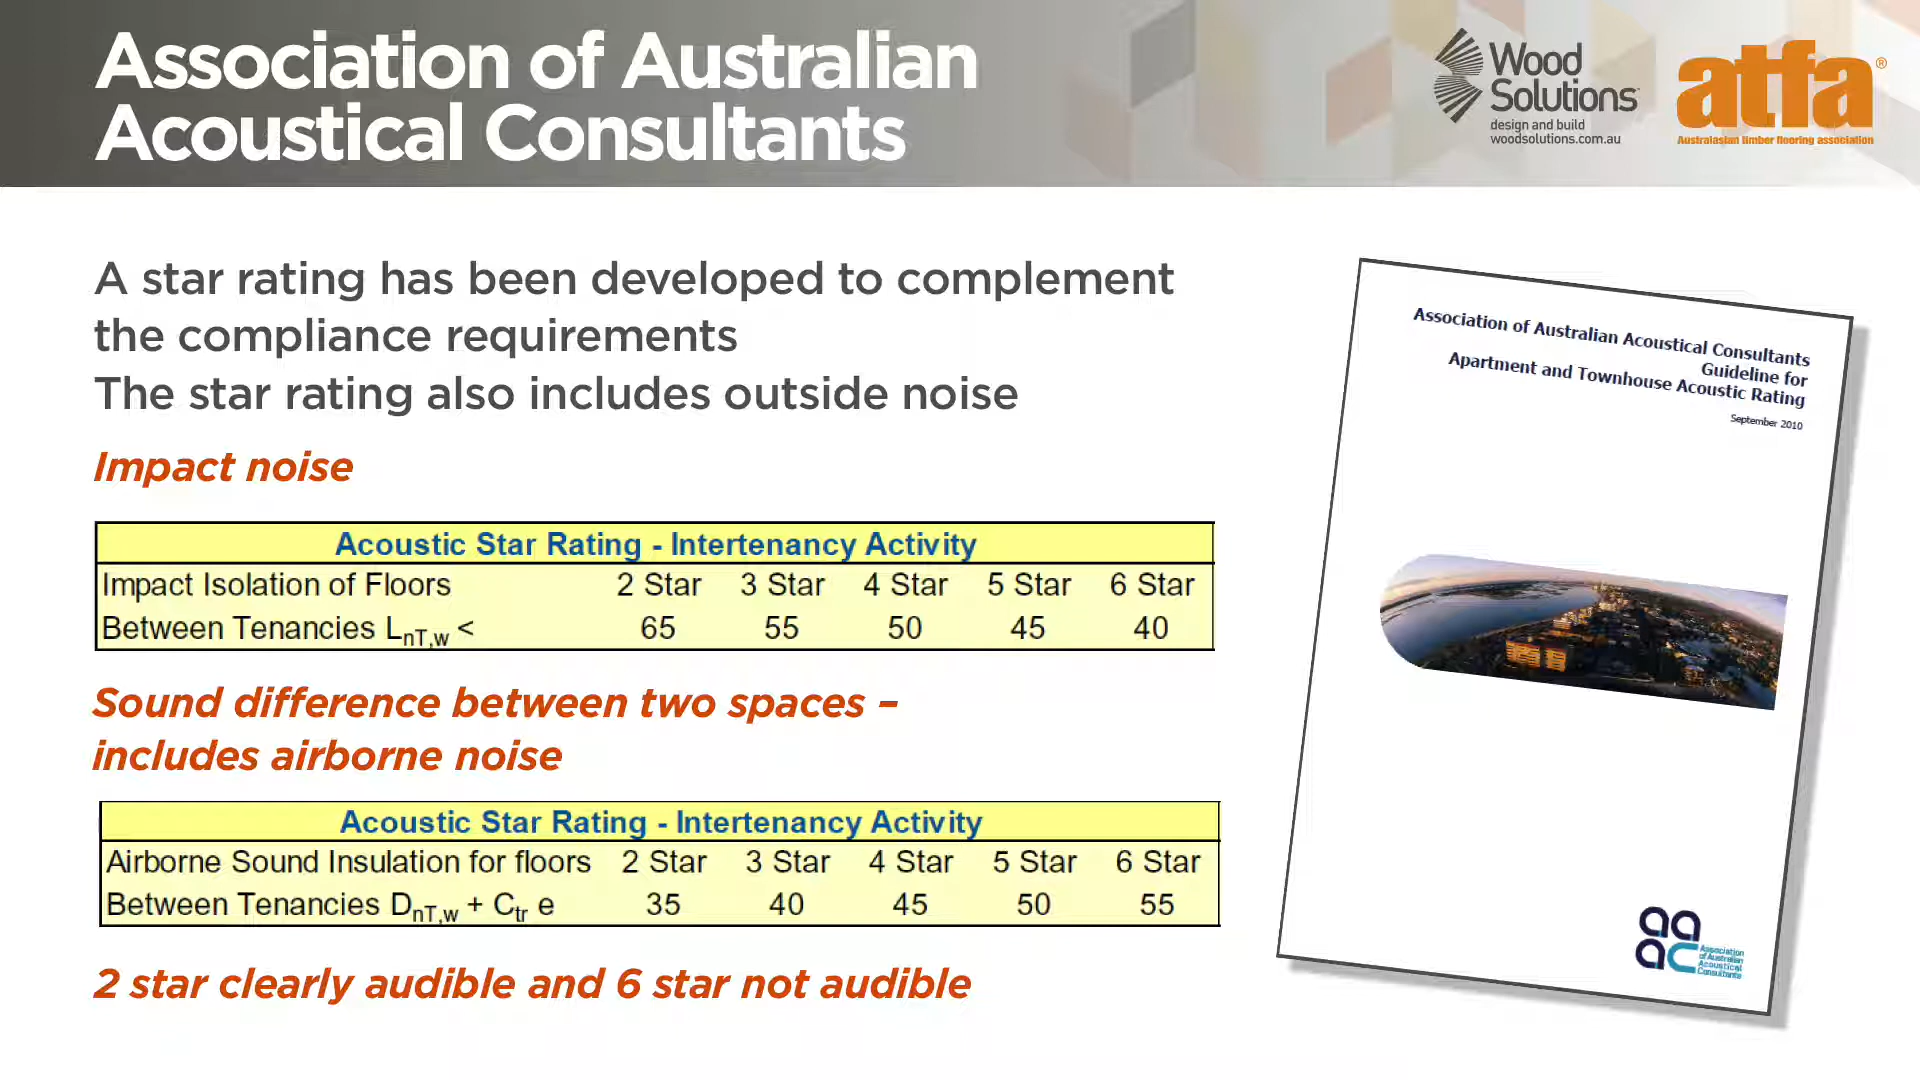 Association of Australian
Acoustical Consultants
Wood
Solutions
design and build
woodsolutions.com.au
atfa®
Australasian timber flooring association
A star rating has been developed to complement
the compliance requirements
The star rating also includes outside noise
Impact noise
Acoustic Star Rating - Intertenancy Activity
Impact Isolation of Floors 2 Star 3 Star 4 Star 5 Star 6 Star
Between Tenancies LnT,w < 65 55 50 45 40
Sound difference between two spaces –
includes airborne noise
Acoustic Star Rating - Intertenancy Activity
Airborne Sound Insulation for floors 2 Star 3 Star 4 Star 5 Star 6 Star
Between Tenancies DnT,w + Ctr e 35 40 45 50 55
2 star clearly audible and 6 star not audible
Association of Australian Acoustical Consultants
Guideline for
Apartment and Townhouse Acoustic Rating
September 2010
aaac
Association
of Australian
Acoustical
Consultants